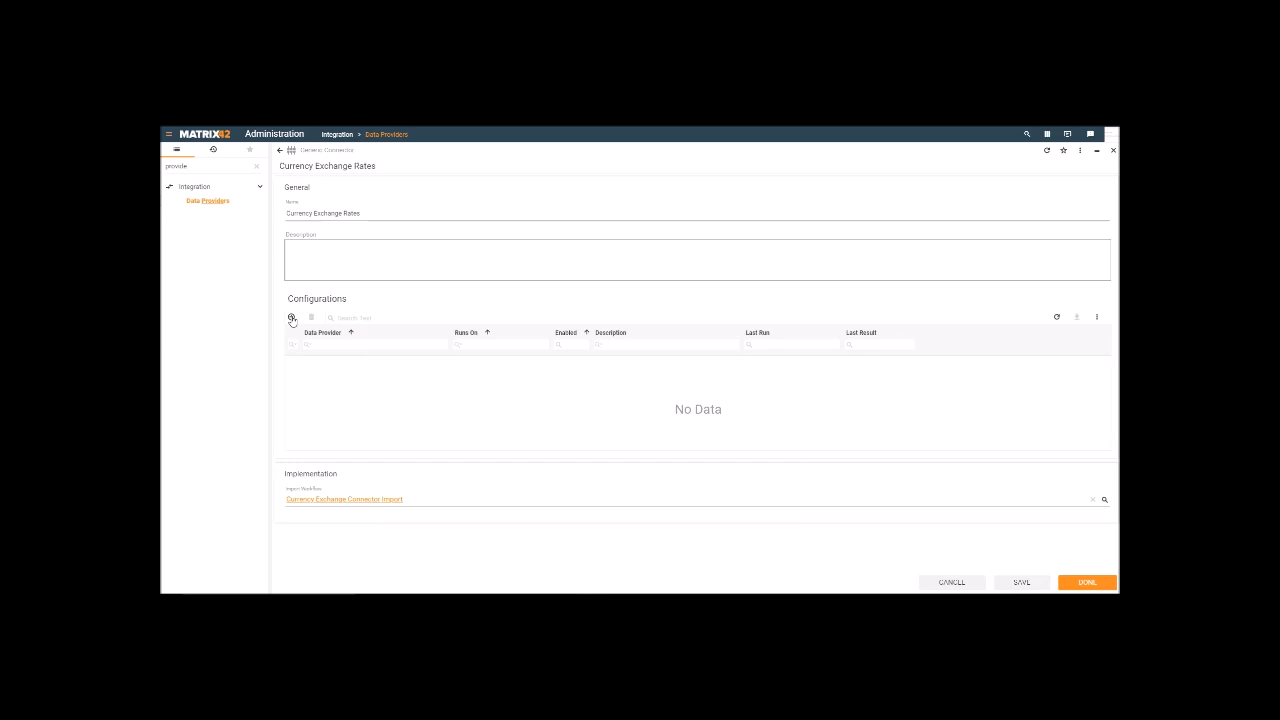 MATRIX42 Administration Integration > Data Providers
provide
Generic Connector
Currency Exchange Rates
Integration
Data Providers
General
Name
Currency Exchange Rates
Description
Configurations
Search Text
Data Provider Runs On Enabled Description Last Run Last Result
No Data
Implementation
Import Workflow
Currency Exchange Connector Import
CANCEL SAVE DONE